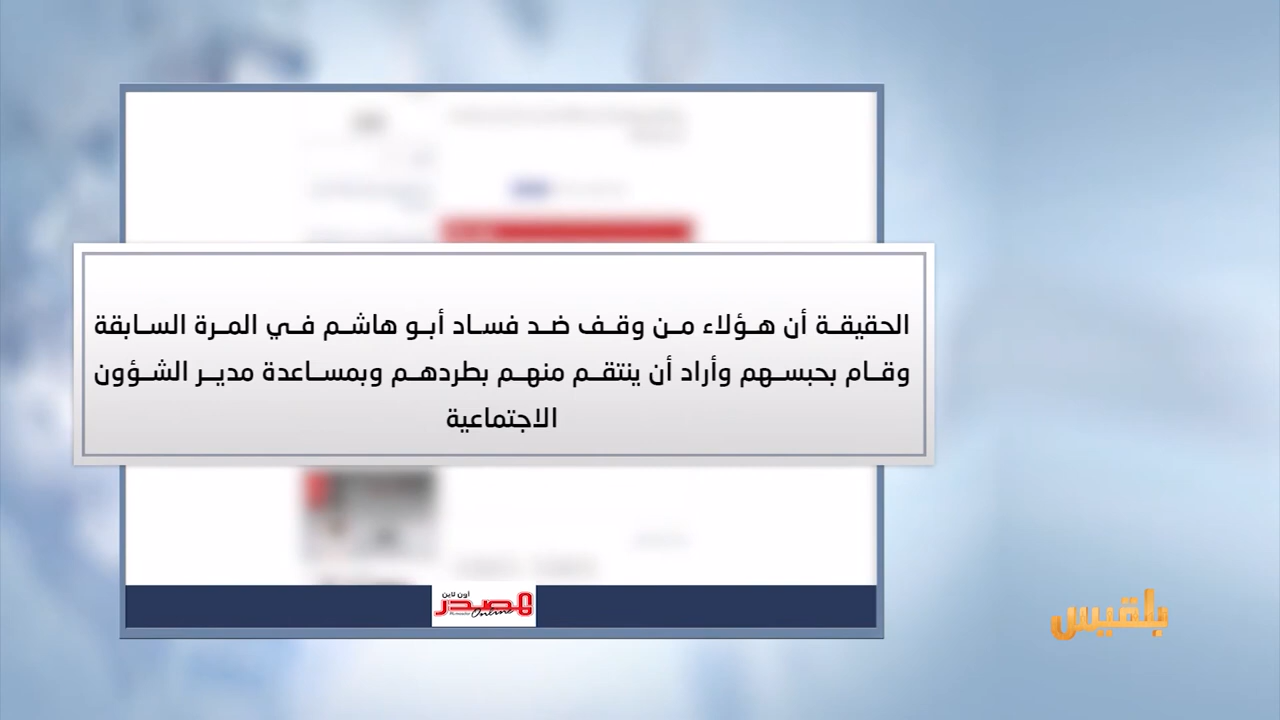 الحقيقة أن هؤلاء من وقف ضد فساد أبو هاشم في المرة السابقة
وقام بحبسهم وأراد أن ينتقم منهم بطردهم وبمساعدة مدير الشؤون
الاجتماعية
أون لاين
المصدر
Online
بلقيس